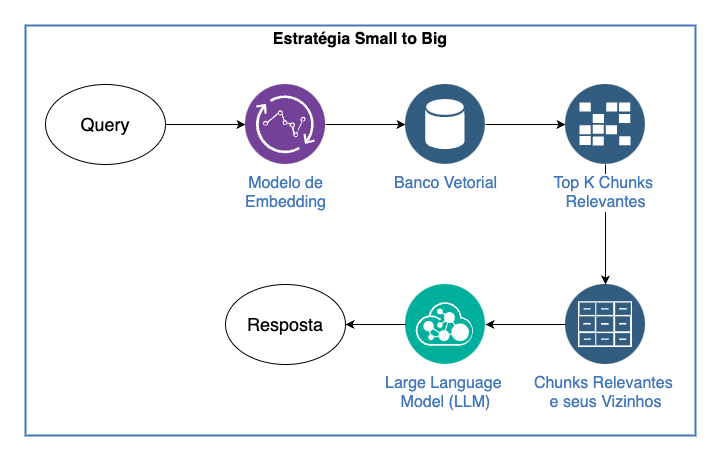 Estratégia Small to Big
Query
Modelo de
Embedding
Banco Vetorial
Top K Chunks
Relevantes
Resposta
Large Language
Model (LLM)
Chunks Relevantes
e seus Vizinhos